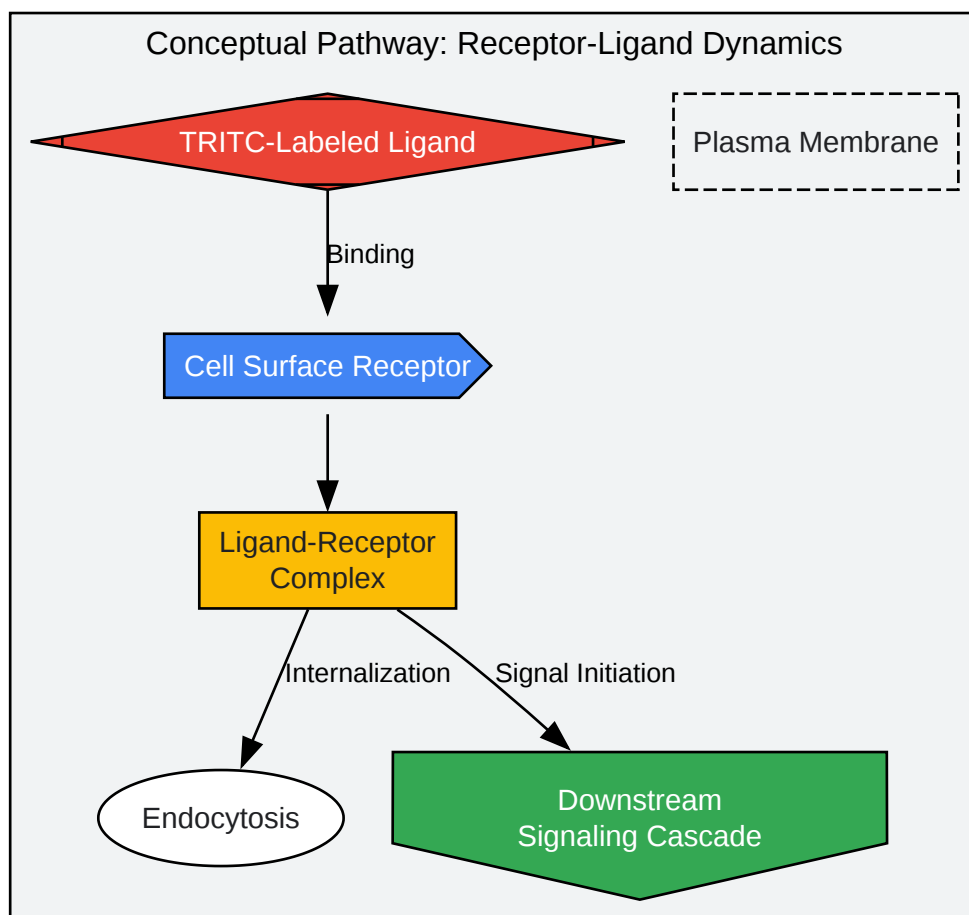 Conceptual Pathway: Receptor-Ligand Dynamics
TRITC-Labeled Ligand
Plasma Membrane
Binding
Cell Surface Receptor
Ligand-Receptor
Complex
Internalization
Signal Initiation
Endocytosis
Downstream
Signaling Cascade